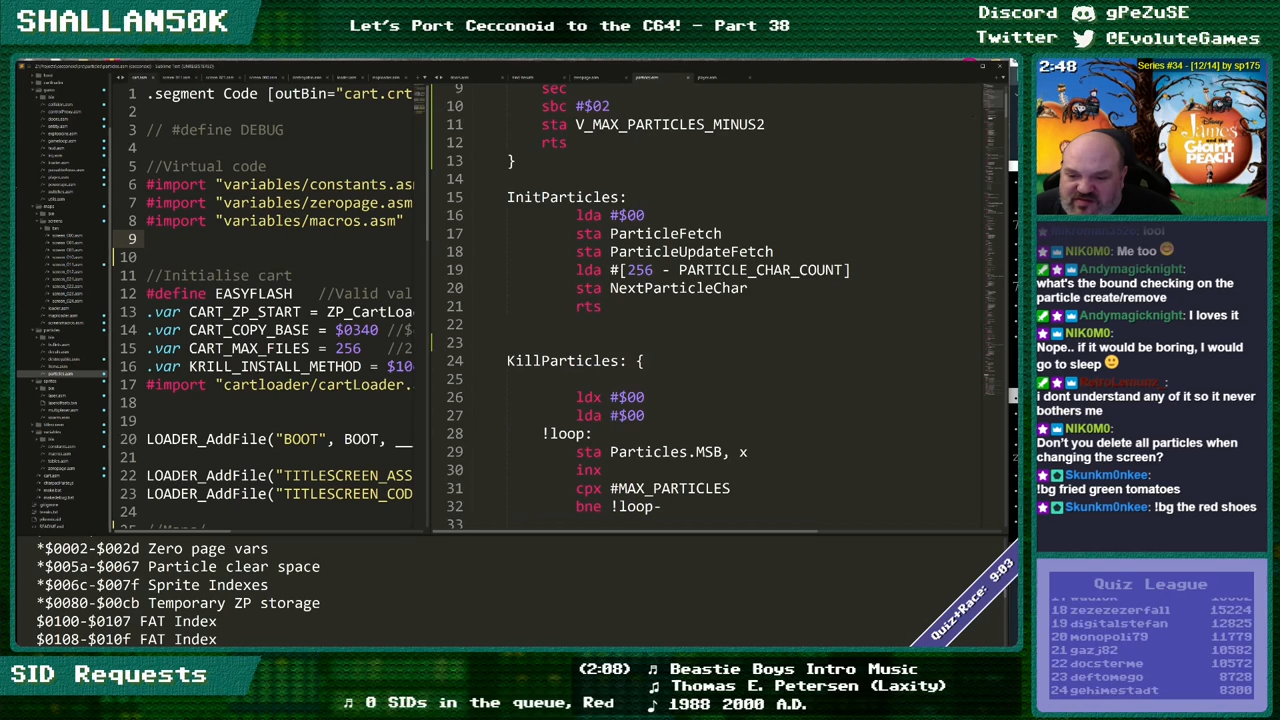 SHALLAN50K
Let's Port Cecconoid to the C64! - Part 38
Discord gPeZuSE
Twitter @EvoluteGames
1 .segment Code [outBin="cart.crt
2
3 // #define DEBUG
4
5 //Virtual code
6 #import "variable/constants.asm
7 #import "variable/zeropage.asm
8 #import "variable/macros.asm"
9
10
11 //Initialise cart
12 #define EASYFLASH //Valid val
13 .var CART_ZP_START = ZP_CartLoa
14 .var CART_COPY_BASE = $0340 //$
15 .var CART_MAX_FILES = 256 //2
16 .var KRILL_INSTALL_METHOD = $10
17 #import "cartloader/cartLoader.
18
19
20 LOADER_AddFile("BOOT", BOOT, __
21
22 LOADER_AddFile("TITLESCREEN_ASS
23 LOADER_AddFile("TITLESCREEN_COD
24
9 sec
10 sbc #$02
11 sta V_MAX_PARTICLES_MINUS
12 rts
13 }
14
15 InitParticles:
16 lda #$00
17 sta ParticleFetch
18 sta ParticleUpdateFetch
19 lda #[256 - PARTICLE_CHAR_COUNT]
20 sta NextParticleChar
21 rts
22
23
24 KillParticles: {
25
26 ldx #$00
27 lda #$00
28 !loop:
29 sta Particles.MSB, x
30 inx
31 cpx #MAX_PARTICLES
32 bne !loop-
33
*$0002-$002d Zero page vars
*$005a-$0067 Particle clear space
*$006c-$007f Sprite Indexes
*$0080-$00cb Temporary ZP storage
$0100-$0107 FAT Index
$0108-$010f FAT Index
Quiz+Race: 9:03
2:48
Series #34 - [12/14] by sp175
Disney
James
and the
Giant
PEACH
Mikroman2526: lool
NIK0M0: Me too
Andymagicknight:
what's the bound checking on the
particle create/remove
Andymagicknight: I loves it
NIK0M0:
Nope.. if it would be boring, I would
go to sleep
:
i dont understand any of it so it never
bothers me
NIK0M0:
Don't you delete all particles when
changing the screen?
Skunkm0nkee:
!bg fried green tomatoes
Skunkm0nkee: !bg the red shoes
Quiz League
18 zezezezerfall 15224
19 digitalstefan 12825
20 monopoli79 11779
21 gazj82 10582
22 docsterme 10572
23 deftomego 8728
24 gehimestadt 8300
SID Requests
(2:08) ♬ Beastie Boys Intro Music
♫ Thomas E. Petersen (Laxity)
♬ 0 SIDs in the queue, Red
♪ 1988 2000 A.D.